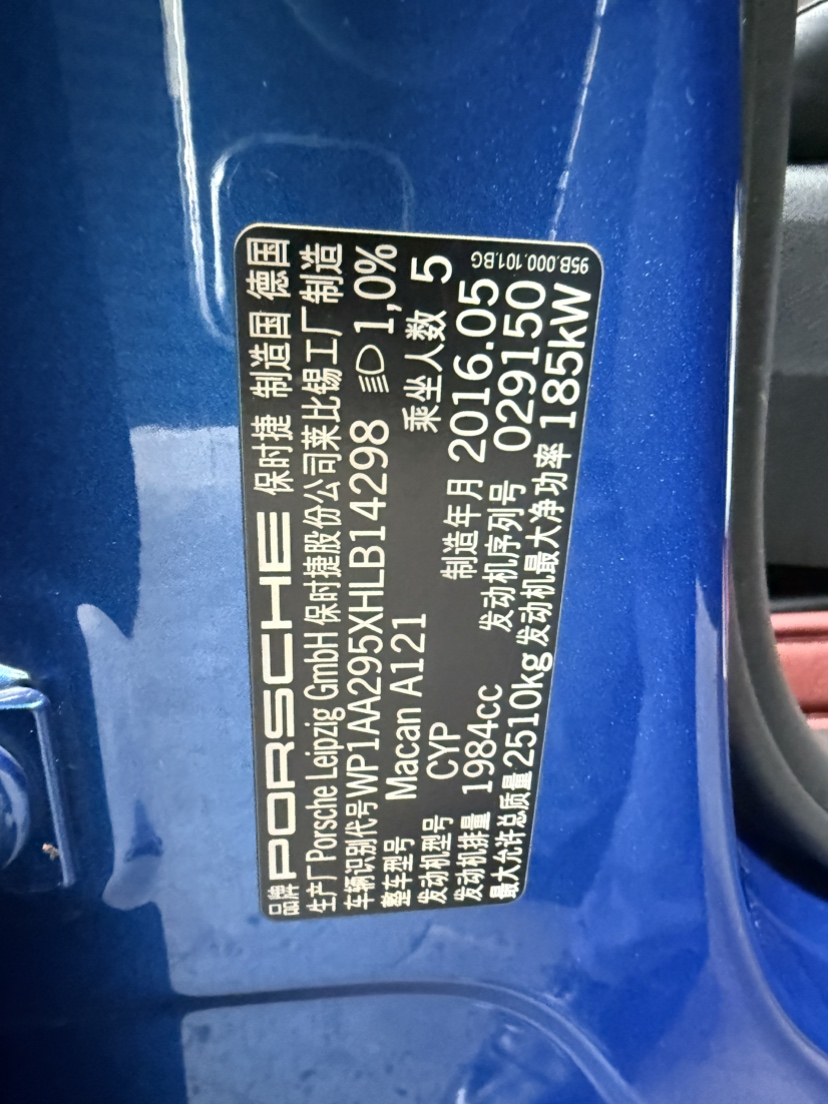 品牌 PORSCHE 保时捷 制造国 德国
生产厂 Porsche Leipzig GmbH 保时捷股份公司莱比锡工厂 制造
车辆识别代号 WP1AA295XHLB14298 1,0%
整车型号 Macan A121 乘坐人数 5
发动机型号 CYP 制造年月 2016.05
发动机排量 1984cc 发动机序列号 029150
最大允许总质量 2510kg 发动机最大净功率 185kW
95B.000.101.BG